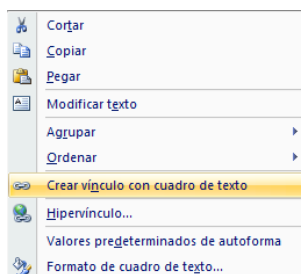 Cortar
Copiar
Pegar
Modificar texto
Agrupar
Ordenar
Crear vínculo con cuadro de texto
Hipervínculo...
Valores predeterminados de autoforma
Formato de cuadro de texto...